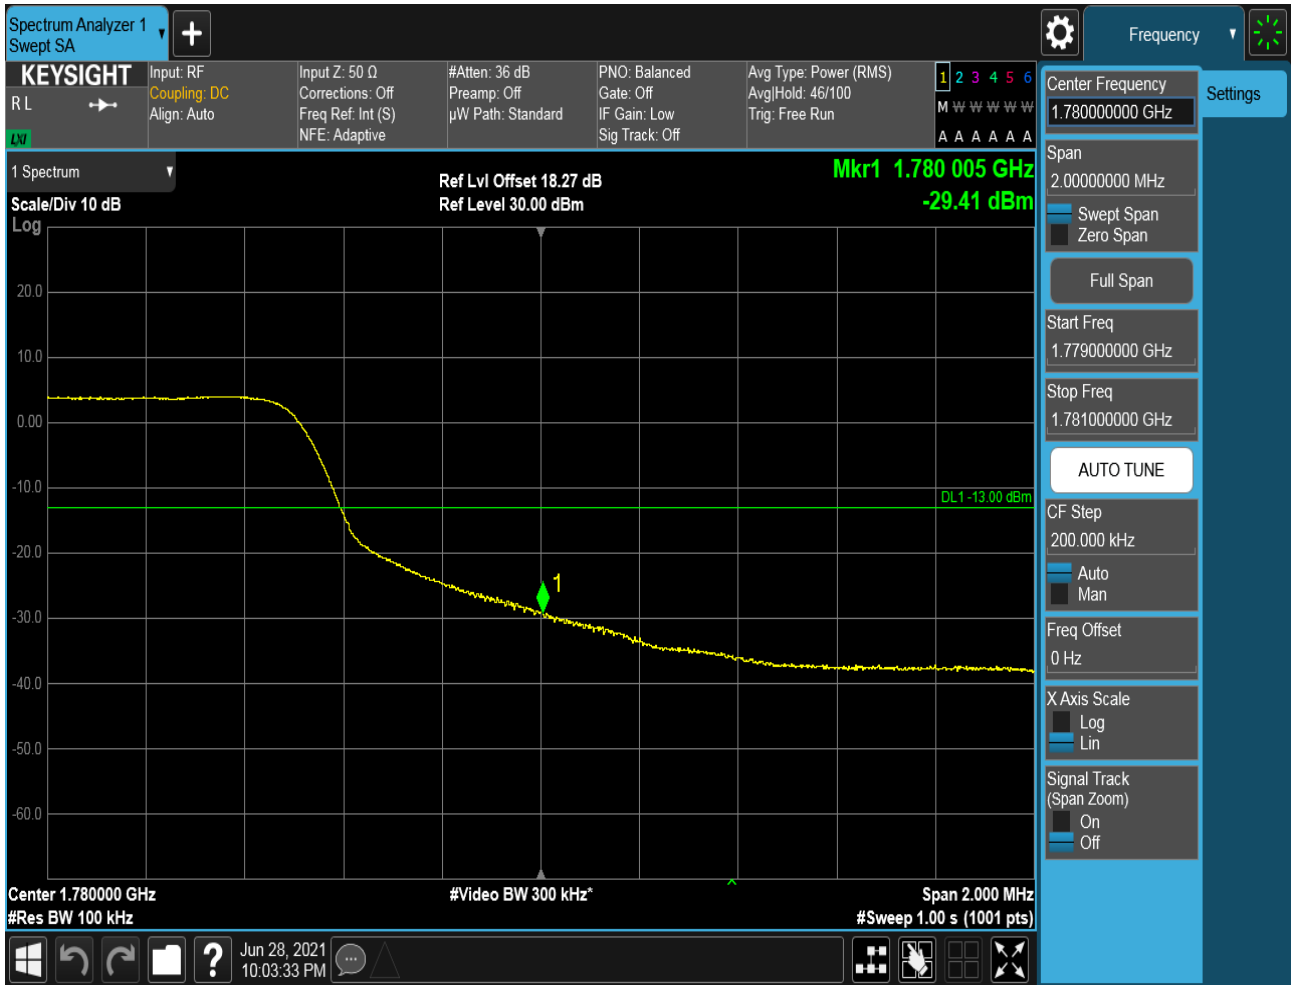 Spectrum Analyzer 1
Swept SA
Frequency
KEYSIGHT
R L
LXI
Input: RF
Coupling: DC
Align: Auto
Input Z: 50 Ω
Corrections: Off
Freq Ref: Int (S)
NFE: Adaptive
#Atten: 36 dB
Preamp: Off
µW Path: Standard
PNO: Balanced
Gate: Off
IF Gain: Low
Sig Track: Off
Avg Type: Power (RMS)
Avg|Hold: 46/100
Trig: Free Run
1 2 3 4 5 6
M W W W W W
A A A A A A
1 Spectrum
Scale/Div 10 dB
Log
Ref Lvl Offset 18.27 dB
Ref Level 30.00 dBm
Mkr1 1.780 005 GHz
-29.41 dBm
20.0
10.0
0.00
-10.0
-20.0
-30.0
-40.0
-50.0
-60.0
DL1 -13.00 dBm
1
Center 1.780000 GHz
#Res BW 100 kHz
#Video BW 300 kHz*
Span 2.000 MHz
#Sweep 1.00 s (1001 pts)
Jun 28, 2021
10:03:33 PM
Center Frequency
1.780000000 GHz
Settings
Span
2.00000000 MHz
Swept Span
Zero Span
Full Span
Start Freq
1.779000000 GHz
Stop Freq
1.781000000 GHz
AUTO TUNE
CF Step
200.000 kHz
Auto
Man
Freq Offset
0 Hz
X Axis Scale
Log
Lin
Signal Track
(Span Zoom)
On
Off